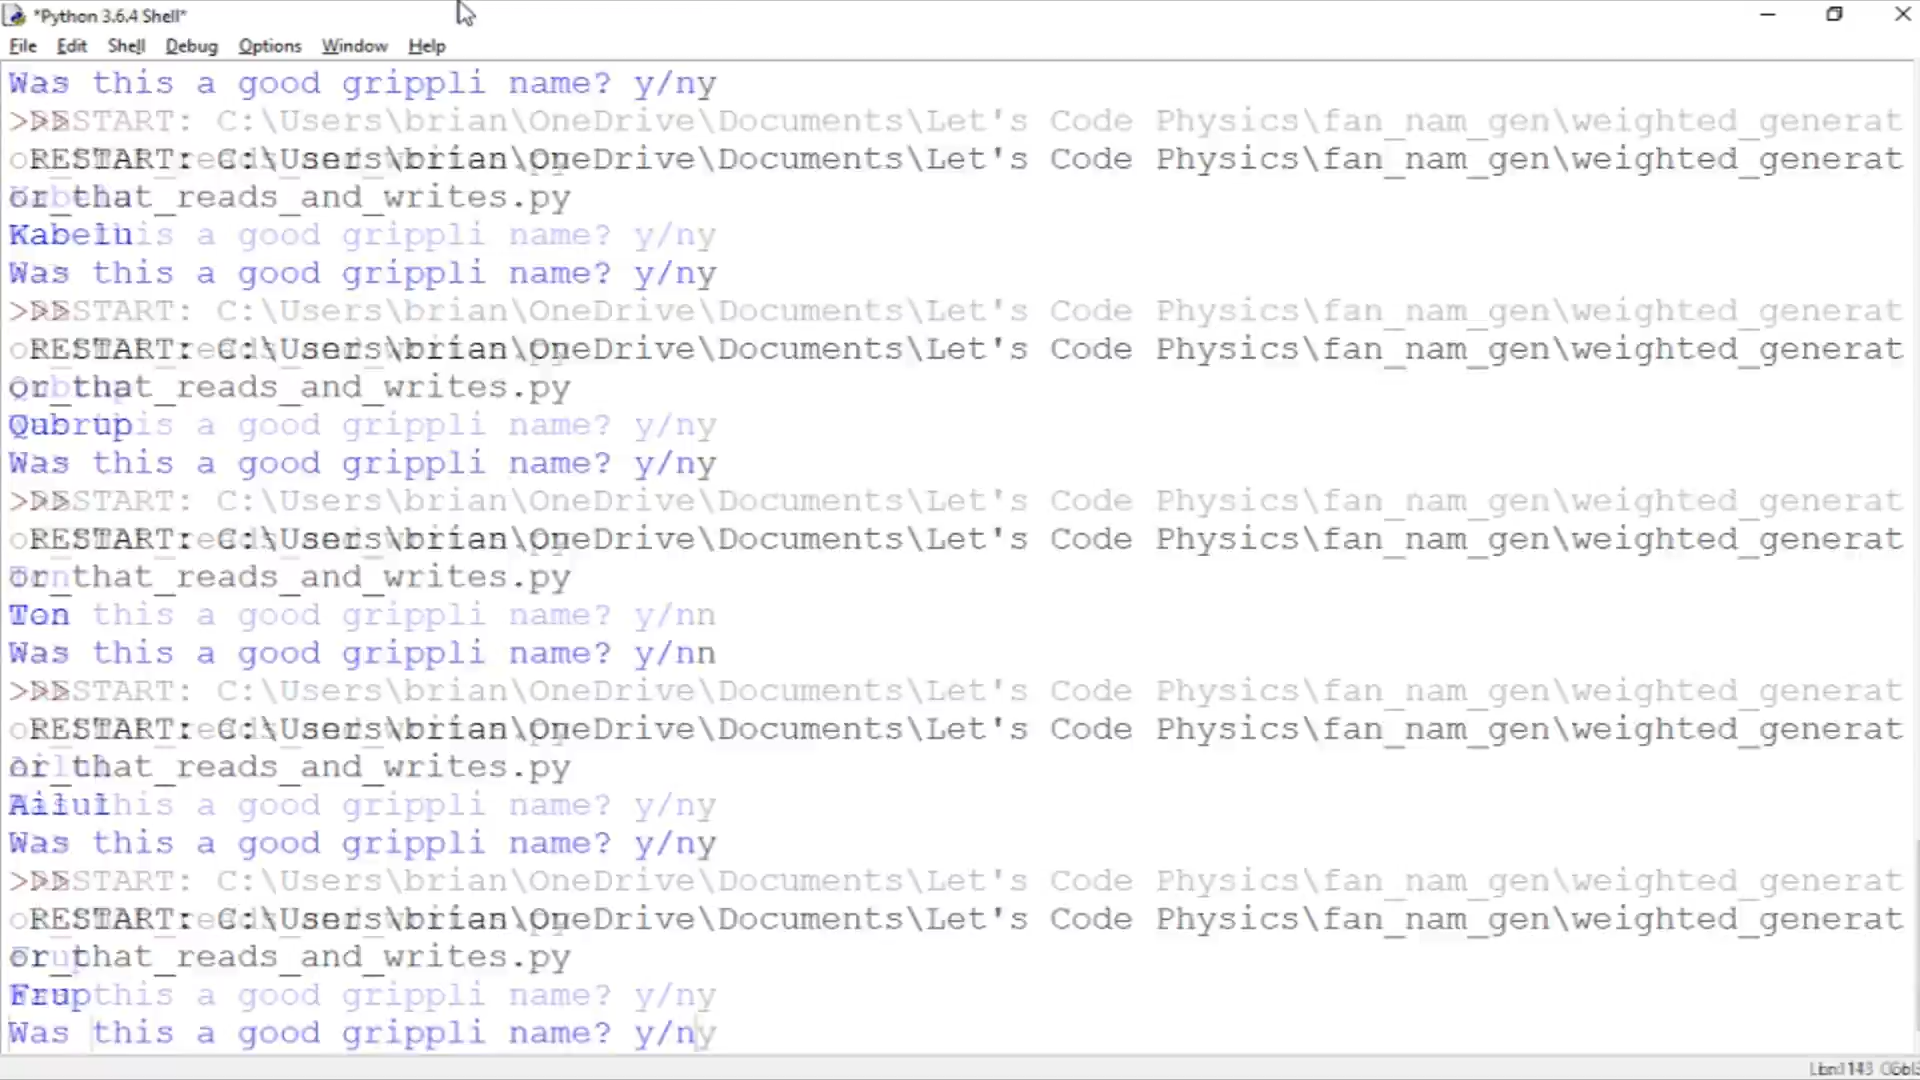 *Python 3.6.4 Shell*
File Edit Shell Debug Options Window Help
Was this a good grippli name? y/ny
>>>
RESTART: C:\Users\brian\OneDrive\Documents\Let's Code Physics\fan_nam_gen\weighted_generat
or_that_reads_and_writes.py
Kabelu
Was this a good grippli name? y/ny
>>>
RESTART: C:\Users\brian\OneDrive\Documents\Let's Code Physics\fan_nam_gen\weighted_generat
or_that_reads_and_writes.py
Qubrup
Was this a good grippli name? y/ny
>>>
RESTART: C:\Users\brian\OneDrive\Documents\Let's Code Physics\fan_nam_gen\weighted_generat
or_that_reads_and_writes.py
Ton
Was this a good grippli name? y/nn
>>>
RESTART: C:\Users\brian\OneDrive\Documents\Let's Code Physics\fan_nam_gen\weighted_generat
or_that_reads_and_writes.py
Ailul
Was this a good grippli name? y/ny
>>>
RESTART: C:\Users\brian\OneDrive\Documents\Let's Code Physics\fan_nam_gen\weighted_generat
or_that_reads_and_writes.py
Frup
Was this a good grippli name? y/ny